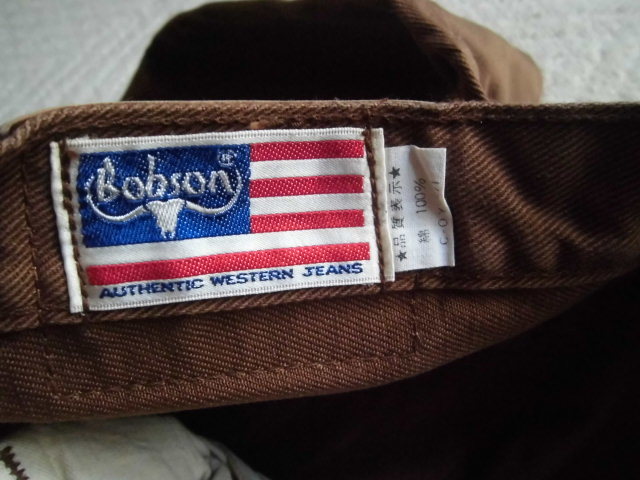 Bobson
AUTHENTIC WESTERN JEANS
★品質表示★
綿 100%